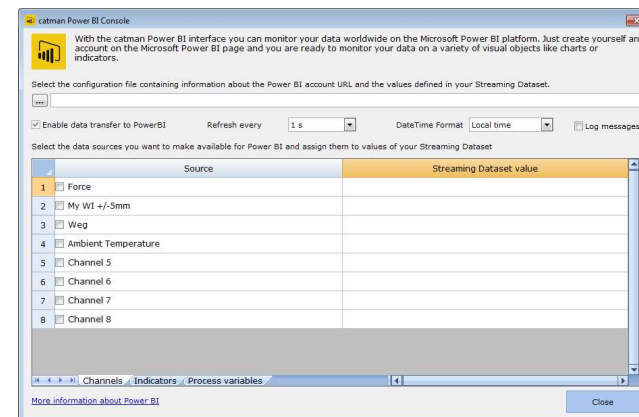 catman Power BI Console
With the catman Power BI interface you can monitor your data worldwide on the Microsoft Power BI platform. Just create yourself an
account on the Microsoft Power BI page and you are ready to monitor your data on a variety of visual objects like charts or
indicators.
Select the configuration file containing information about the Power BI account URL and the values defined in your Streaming Dataset.
...
Enable data transfer to PowerBI Refresh every 1 s DateTime Format Local time Log messages
Select the data sources you want to make available for Power BI and assign them to values of your Streaming Dataset
Source Streaming Dataset value
1 Force
2 My WI +/-5mm
3 Weg
4 Ambient Temperature
5 Channel 5
6 Channel 6
7 Channel 7
8 Channel 8
Channels Indicators Process variables
More information about Power BI Close